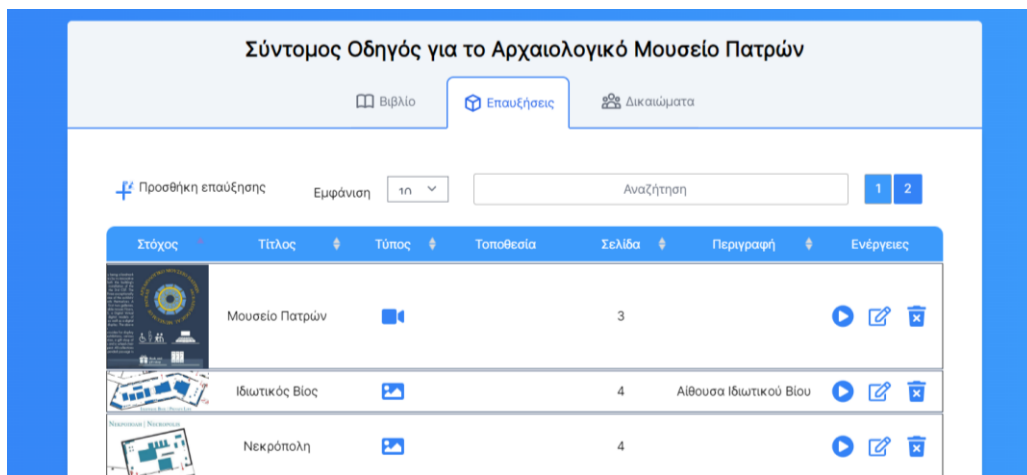 Σύντομος Οδηγός για το Αρχαιολογικό Μουσείο Πατρών
Βιβλίο Επαυξήσεις Δικαιώματα
Προσθήκη επαύξησης Εμφάνιση 10 Αναζήτηση 1 2
Στόχος Τίτλος Τύπος Τοποθεσία Σελίδα Περιγραφή Ενέργειες
Μουσείο Πατρών 3
Ιδιωτικός Βίος 4 Αίθουσα Ιδιωτικού Βίου
Νεκρόπολη 4